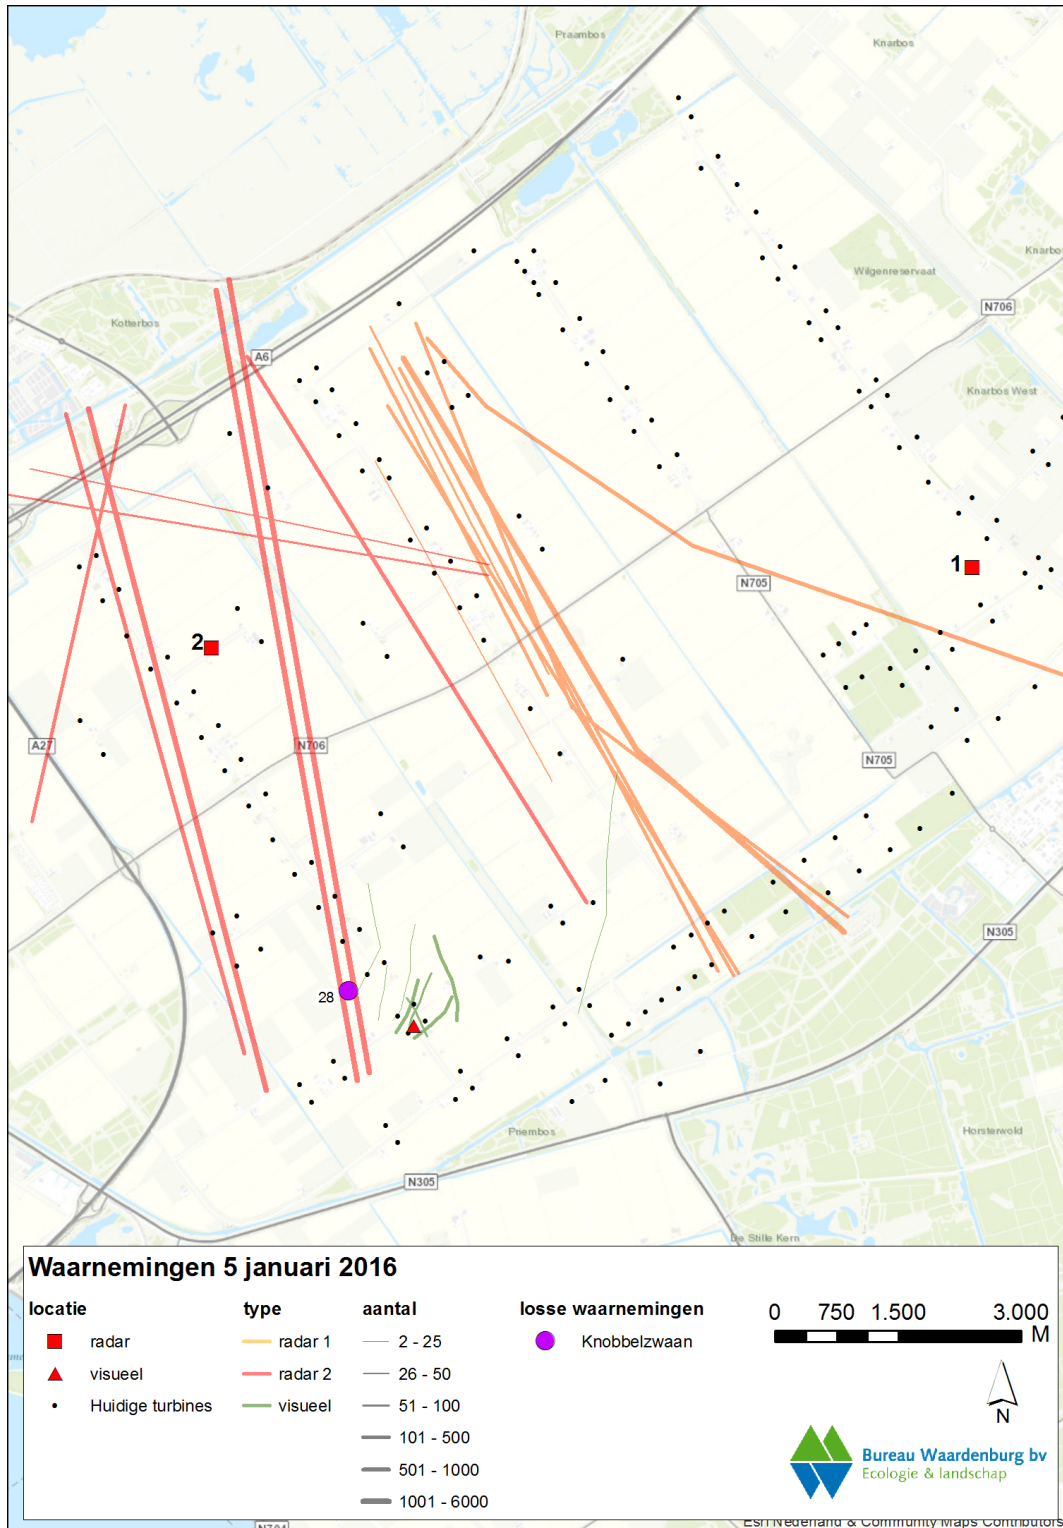 Praambos
Knarbos
Knarbo
Wilgenreservaat
N706
Kotterbos
A6
Knarbos West
1
N705
2
A27
N706
N705
N305
28
Priembos
Horsterwold
N305
De Stille Kern
Waarnemingen 5 januari 2016
locatie
radar
visueel
Huidige turbines
type
radar 1
radar 2
visueel
aantal
2 - 25
26 - 50
51 - 100
101 - 500
501 - 1000
1001 - 6000
losse waarnemingen
Knobbelzwaan
0 750 1.500 3.000
M
N
Bureau Waardenburg bv
Ecologie & landschap
Esri Nederland & Community Maps Contributors